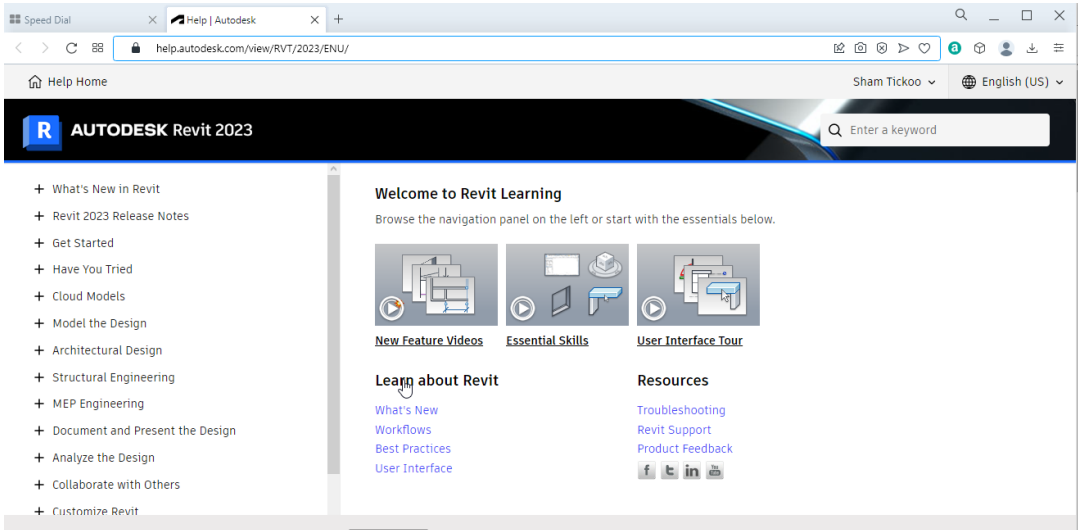 Speed Dial
Help | Autodesk
help.autodesk.com/view/RVT/2023/ENU/
Help Home
Sham Tickoo
English (US)
R AUTODESK Revit 2023
Enter a keyword
What's New in Revit
Revit 2023 Release Notes
Get Started
Have You Tried
Cloud Models
Model the Design
Architectural Design
Structural Engineering
MEP Engineering
Document and Present the Design
Analyze the Design
Collaborate with Others
Customize Revit
Welcome to Revit Learning
Browse the navigation panel on the left or start with the essentials below.
New Feature Videos
Essential Skills
User Interface Tour
Learn about Revit
What's New
Workflows
Best Practices
User Interface
Resources
Troubleshooting
Revit Support
Product Feedback